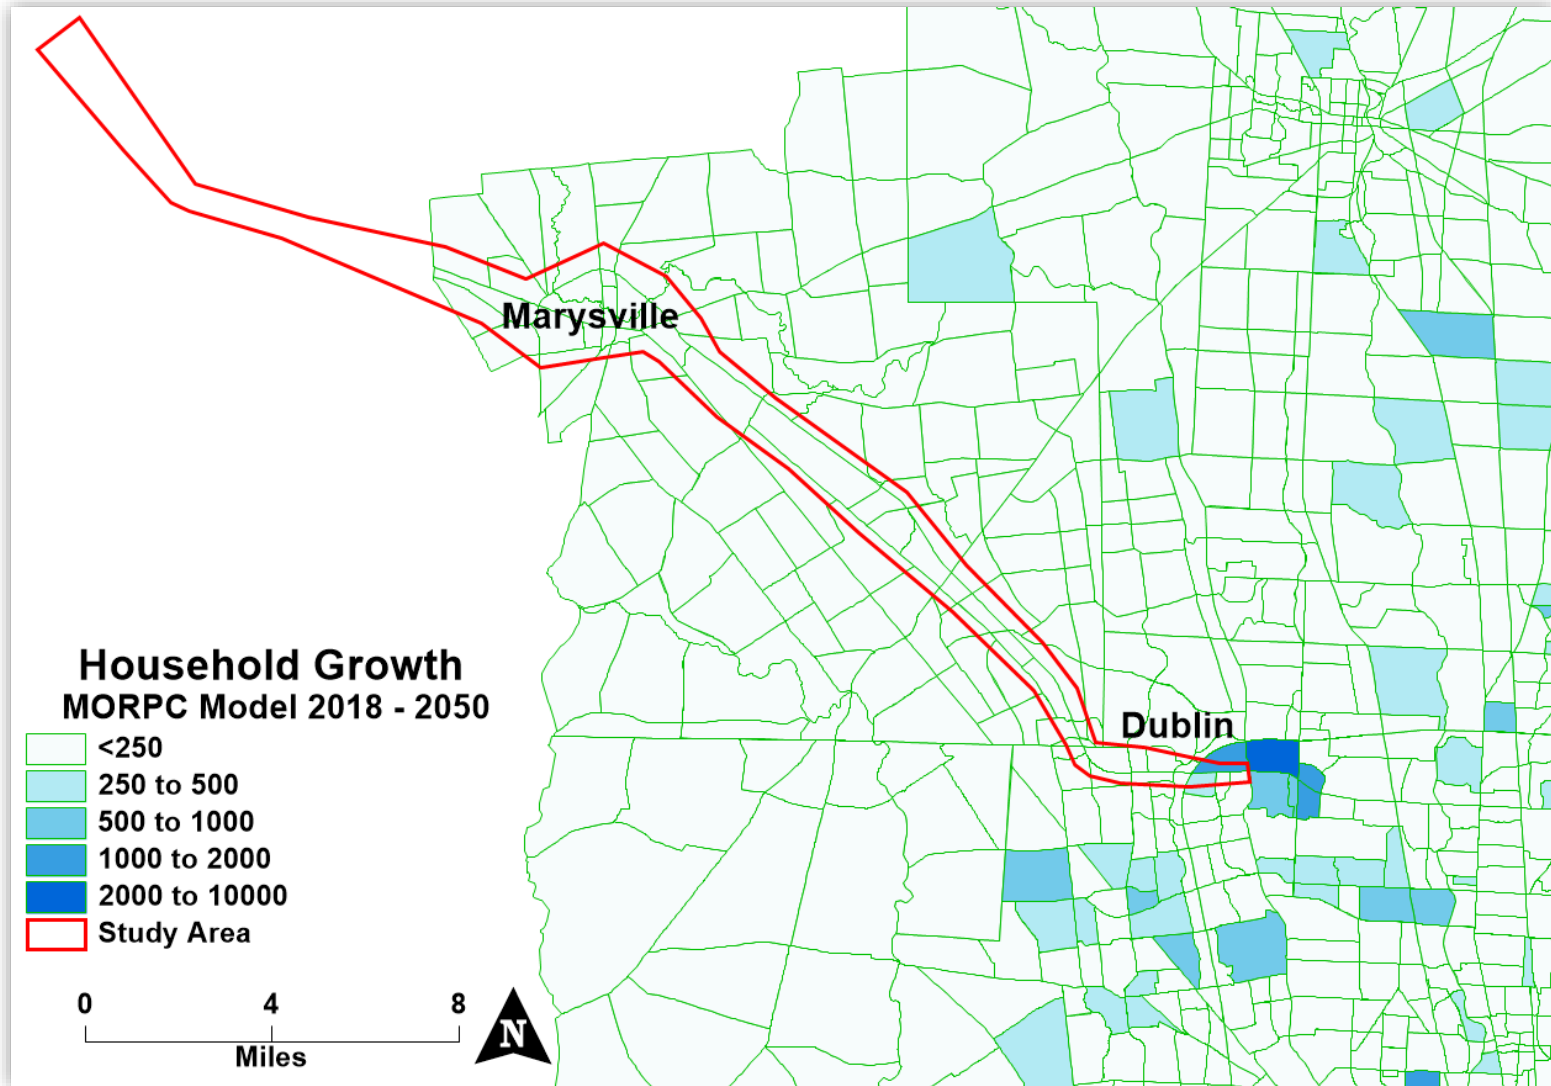 Marysville
Dublin
Household Growth
MORPC Model 2018 - 2050
<250
250 to 500
500 to 1000
1000 to 2000
2000 to 10000
Study Area
0 4 8
Miles
N